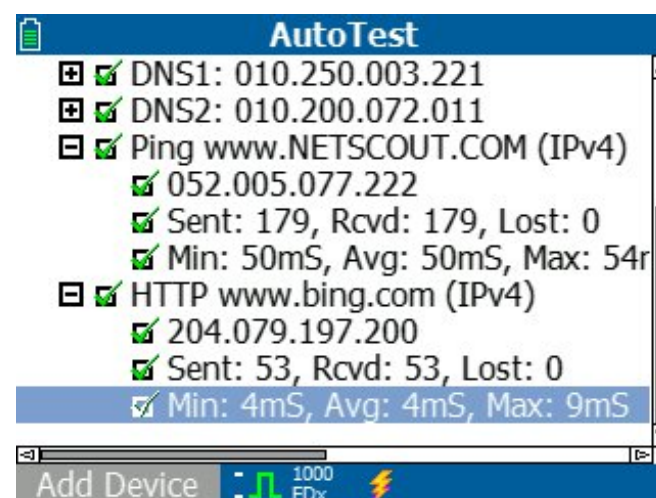 AutoTest
DNS1: 010.250.003.221
DNS2: 010.200.072.011
Ping www.NETSCOUT.COM (IPv4)
052.005.077.222
Sent: 179, Rcvd: 179, Lost: 0
Min: 50mS, Avg: 50mS, Max: 54
HTTP www.bing.com (IPv4)
204.079.197.200
Sent: 53, Rcvd: 53, Lost: 0
Min: 4mS, Avg: 4mS, Max: 9mS
Add Device
1000
FDx